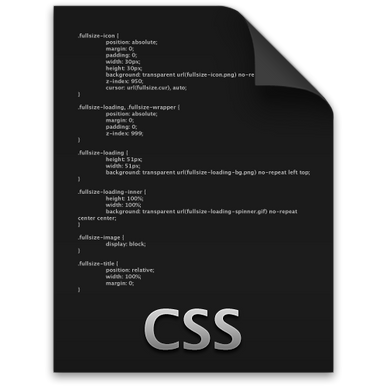 .fullsize-icon {
position: absolute;
margin: 0;
padding: 0;
width: 30px;
height: 30px;
background: transparent url(fullsize-icon.png) no-re
z-index: 950;
cursor: url(fullsize.cur), auto;
}
.fullsize-loading, .fullsize-wrapper {
position: absolute;
margin: 0;
padding: 0;
z-index: 999;
}
.fullsize-loading {
height: 51px;
width: 51px;
background: transparent url(fullsize-loading-bg.png) no-repeat left top;
}
.fullsize-loading-inner {
height: 100%;
width: 100%;
background: transparent url(fullsize-loading-spinner.gif) no-repeat
center center;
}
.fullsize-image {
display: block;
}
.fullsize-title {
position: relative;
width: 100%;
margin: 0;
}
CSS